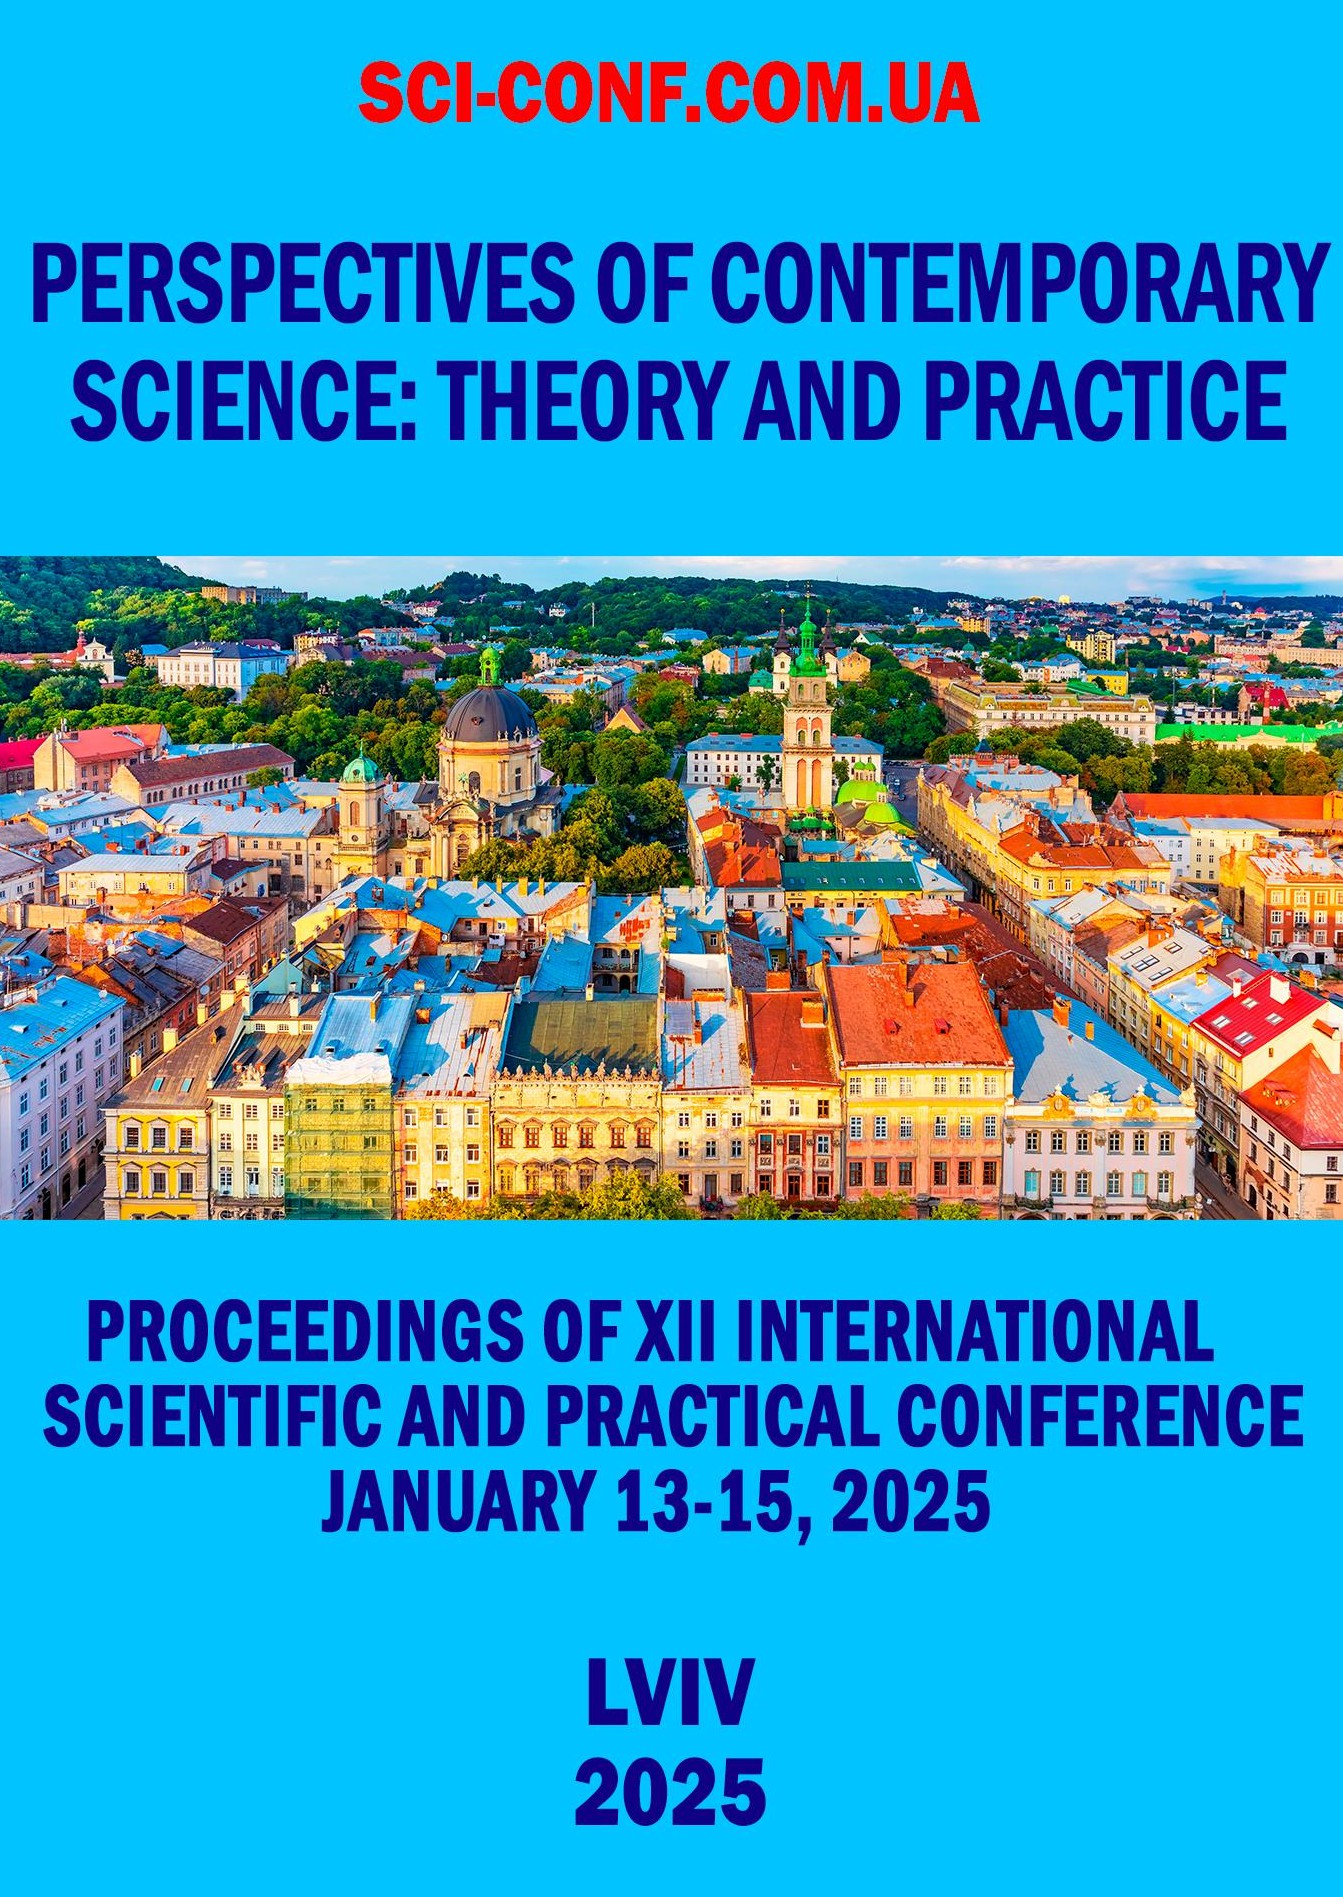 SCI-CONF.COM.UA
PERSPECTIVES OF CONTEMPORARY
SCIENCE: THEORY AND PRACTICE
PROCEEDINGS OF XII INTERNATIONAL
SCIENTIFIC AND PRACTICAL CONFERENCE
JANUARY 13-15, 2025
LVIV
2025